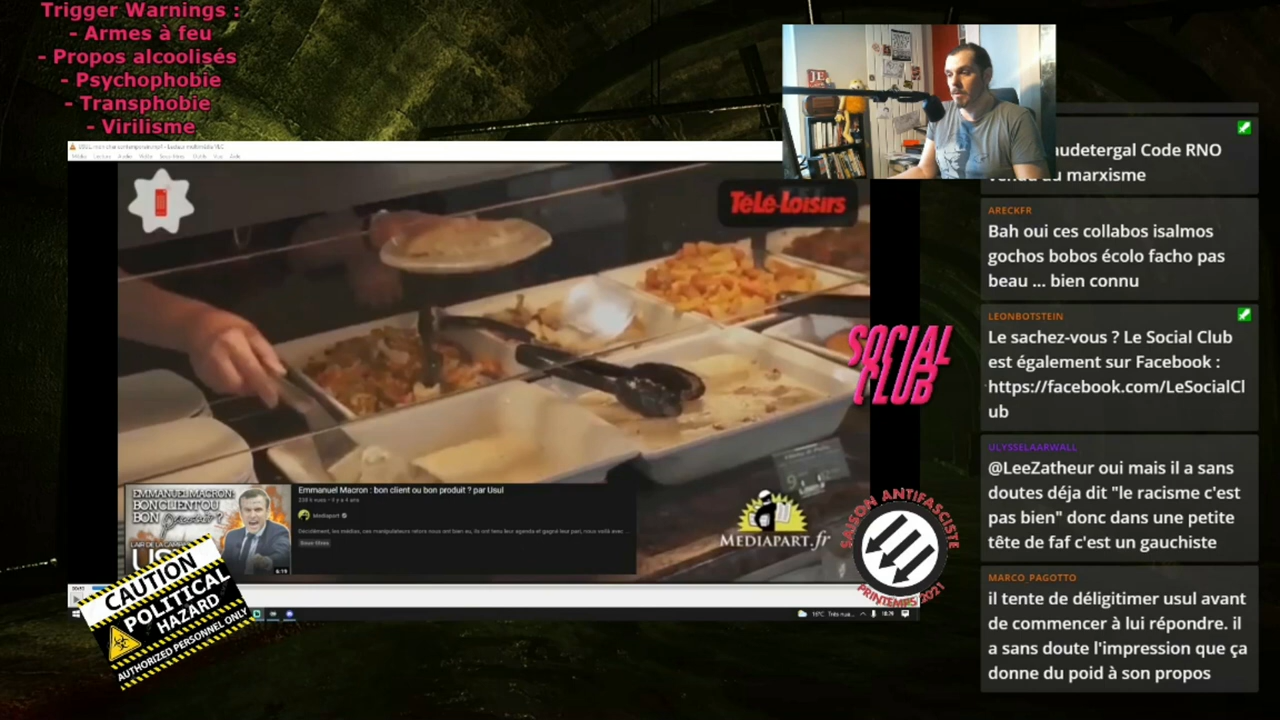 Trigger Warnings :
- Armes à feu
- Propos alcoolisés
- Psychophobie
- Transphobie
- Virilisme
JE
TéLé-Loisirs
SOCIAL
CLUB
EMMANUEL MACRON:
BON CLIENT OU
BON
Emmanuel Macron : bon client ou bon produit ? par Usul
Mediapart
MEDIAPART.fr
SAISON ANTIFASCISTE
PRINTEMPS 2021
CAUTION
POLITICAL
HAZARD
AUTHORIZED PERSONNEL ONLY
udetergal Code RNO
marxisme
ARECKFR
Bah oui ces collabos isalmos
gochos bobos écolo facho pas
beau ... bien connu
LEONBOTSTEIN
Le sachez-vous ? Le Social Club
est également sur Facebook :
https://facebook.com/LeSocialCl
ub
ULYSSELAARWALL
@LeeZatheur oui mais il a sans
doutes déja dit "le racisme c'est
pas bien" donc dans une petite
tête de faf c'est un gauchiste
MARCO PAGOTTO
il tente de déligitimer usul avant
de commencer à lui répondre. il
a sans doute l'impression que ça
donne du poid à son propos